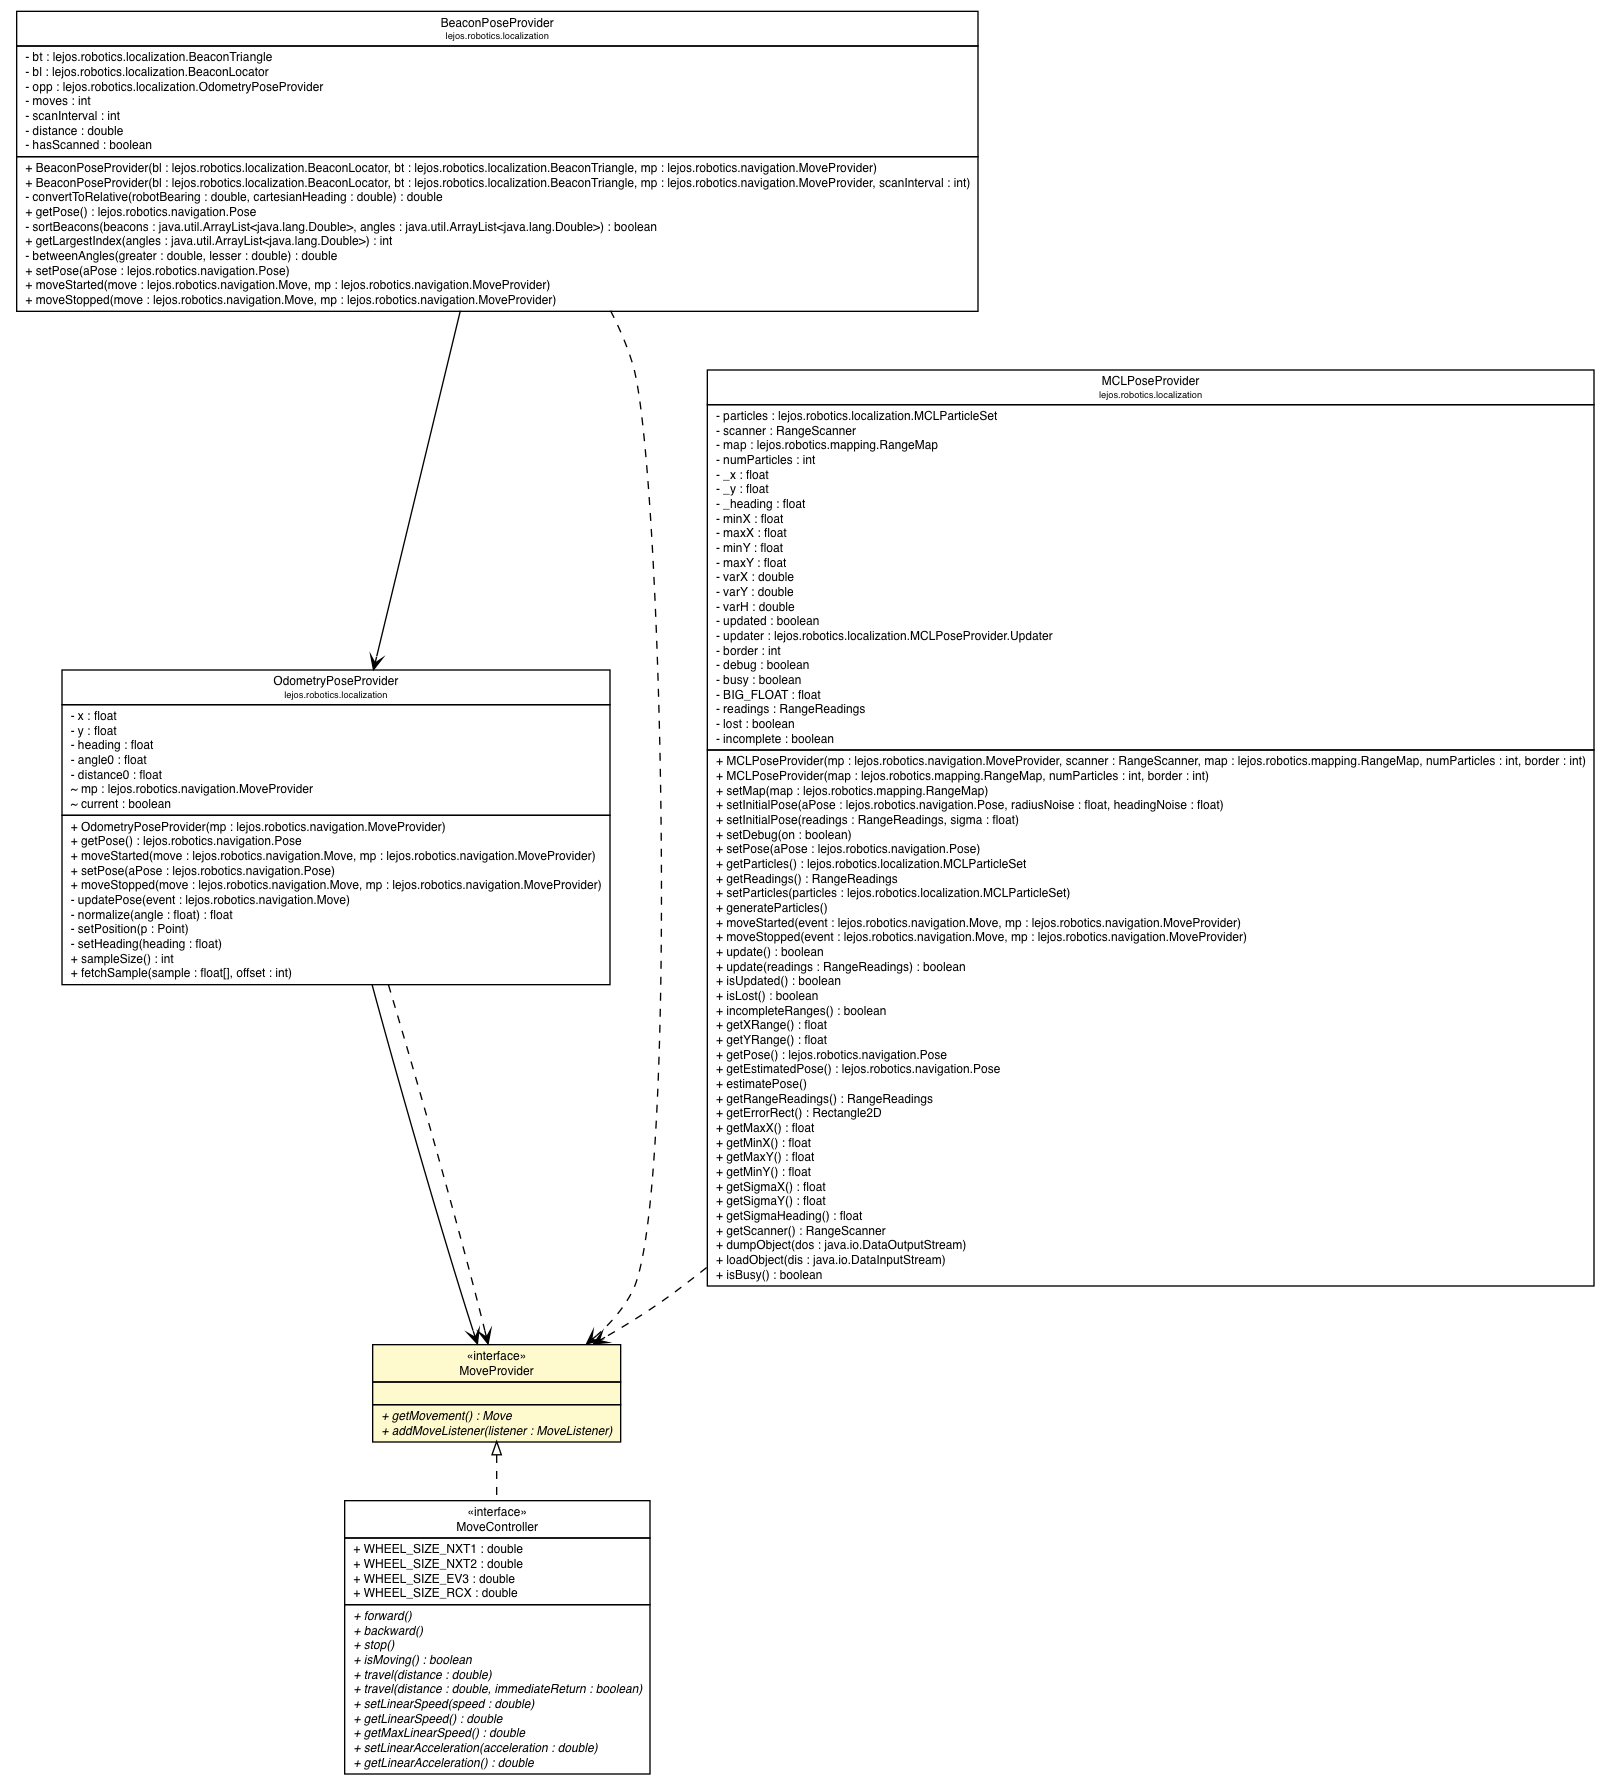 BeaconPoseProvider
lejos.robotics.localization
- bt : lejos.robotics.localization.BeaconTriangle
- bl : lejos.robotics.localization.BeaconLocator
- opp : lejos.robotics.localization.OdometryPoseProvider
- moves : int
- scanInterval : int
- distance : double
- hasScanned : boolean
+ BeaconPoseProvider(bl : lejos.robotics.localization.BeaconLocator, bt : lejos.robotics.localization.BeaconTriangle, mp : lejos.robotics.navigation.MoveProvider)
+ BeaconPoseProvider(bl : lejos.robotics.localization.BeaconLocator, bt : lejos.robotics.localization.BeaconTriangle, mp : lejos.robotics.navigation.MoveProvider, scanInterval : int)
- convertToRelative(robotBearing : double, cartesianHeading : double) : double
+ getPose() : lejos.robotics.navigation.Pose
- sortBeacons(beacons : java.util.ArrayList<java.lang.Double>, angles : java.util.ArrayList<java.lang.Double>) : boolean
+ getLargestIndex(angles : java.util.ArrayList<java.lang.Double>) : int
- betweenAngles(greater : double, lesser : double) : double
+ setPose(aPose : lejos.robotics.navigation.Pose)
+ moveStarted(move : lejos.robotics.navigation.Move, mp : lejos.robotics.navigation.MoveProvider)
+ moveStopped(move : lejos.robotics.navigation.Move, mp : lejos.robotics.navigation.MoveProvider)
MCLPoseProvider
lejos.robotics.localization
- particles : lejos.robotics.localization.MCLParticleSet
- scanner : RangeScanner
- map : lejos.robotics.mapping.RangeMap
- numParticles : int
- _x : float
- _y : float
- _heading : float
- minX : float
- maxX : float
- minY : float
- maxY : float
- varX : double
- varY : double
- varH : double
- updated : boolean
- updater : lejos.robotics.localization.MCLPoseProvider.Updater
- border : int
- debug : boolean
- busy : boolean
- BIG_FLOAT : float
- readings : RangeReadings
- lost : boolean
- incomplete : boolean
+ MCLPoseProvider(mp : lejos.robotics.navigation.MoveProvider, scanner : RangeScanner, map : lejos.robotics.mapping.RangeMap, numParticles : int, border : int)
+ MCLPoseProvider(map : lejos.robotics.mapping.RangeMap, numParticles : int, border : int)
+ setMap(map : lejos.robotics.mapping.RangeMap)
+ setInitialPose(aPose : lejos.robotics.navigation.Pose, radiusNoise : float, headingNoise : float)
+ setInitialPose(readings : RangeReadings, sigma : float)
+ setDebug(on : boolean)
+ setPose(aPose : lejos.robotics.navigation.Pose)
+ getParticles() : lejos.robotics.localization.MCLParticleSet
+ getReadings() : RangeReadings
+ setParticles(particles : lejos.robotics.localization.MCLParticleSet)
+ generateParticles()
+ moveStarted(event : lejos.robotics.navigation.Move, mp : lejos.robotics.navigation.MoveProvider)
+ moveStopped(event : lejos.robotics.navigation.Move, mp : lejos.robotics.navigation.MoveProvider)
+ update() : boolean
+ update(readings : RangeReadings) : boolean
+ isUpdated() : boolean
+ isLost() : boolean
+ incompleteRanges() : boolean
+ getXRange() : float
+ getYRange() : float
+ getPose() : lejos.robotics.navigation.Pose
+ getEstimatedPose() : lejos.robotics.navigation.Pose
+ estimatePose()
+ getRangeReadings() : RangeReadings
+ getErrorRect() : Rectangle2D
+ getMaxX() : float
+ getMinX() : float
+ getMaxY() : float
+ getMinY() : float
+ getSigmaX() : float
+ getSigmaY() : float
+ getSigmaHeading() : float
+ getScanner() : RangeScanner
+ dumpObject(dos : java.io.DataOutputStream)
+ loadObject(dis : java.io.DataInputStream)
+ isBusy() : boolean
OdometryPoseProvider
lejos.robotics.localization
- x : float
- y : float
- heading : float
- angle0 : float
- distance0 : float
~ mp : lejos.robotics.navigation.MoveProvider
~ current : boolean
+ OdometryPoseProvider(mp : lejos.robotics.navigation.MoveProvider)
+ getPose() : lejos.robotics.navigation.Pose
+ moveStarted(move : lejos.robotics.navigation.Move, mp : lejos.robotics.navigation.MoveProvider)
+ setPose(aPose : lejos.robotics.navigation.Pose)
+ moveStopped(move : lejos.robotics.navigation.Move, mp : lejos.robotics.navigation.MoveProvider)
- updatePose(event : lejos.robotics.navigation.Move)
- normalize(angle : float) : float
- setPosition(p : Point)
- setHeading(heading : float)
+ sampleSize() : int
+ fetchSample(sample : float[], offset : int)
«interface»
MoveProvider
+ getMovement() : Move
+ addMoveListener(listener : MoveListener)
«interface»
MoveController
+ WHEEL_SIZE_NXT1 : double
+ WHEEL_SIZE_NXT2 : double
+ WHEEL_SIZE_EV3 : double
+ WHEEL_SIZE_RCX : double
+ forward()
+ backward()
+ stop()
+ isMoving() : boolean
+ travel(distance : double)
+ travel(distance : double, immediateReturn : boolean)
+ setLinearSpeed(speed : double)
+ getLinearSpeed() : double
+ getMaxLinearSpeed() : double
+ setLinearAcceleration(acceleration : double)
+ getLinearAcceleration() : double